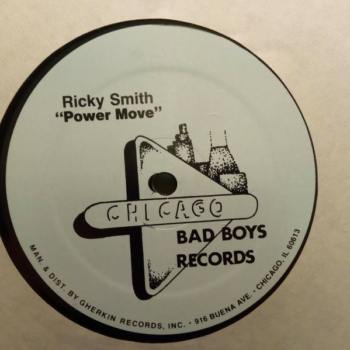 Ricky Smith
"Power Move"
CHICAGO
BAD BOYS
RECORDS
MAN. & DIST. BY GHERKIN RECORDS, INC. • 916 BUENA AVE. • CHICAGO, IL 60613